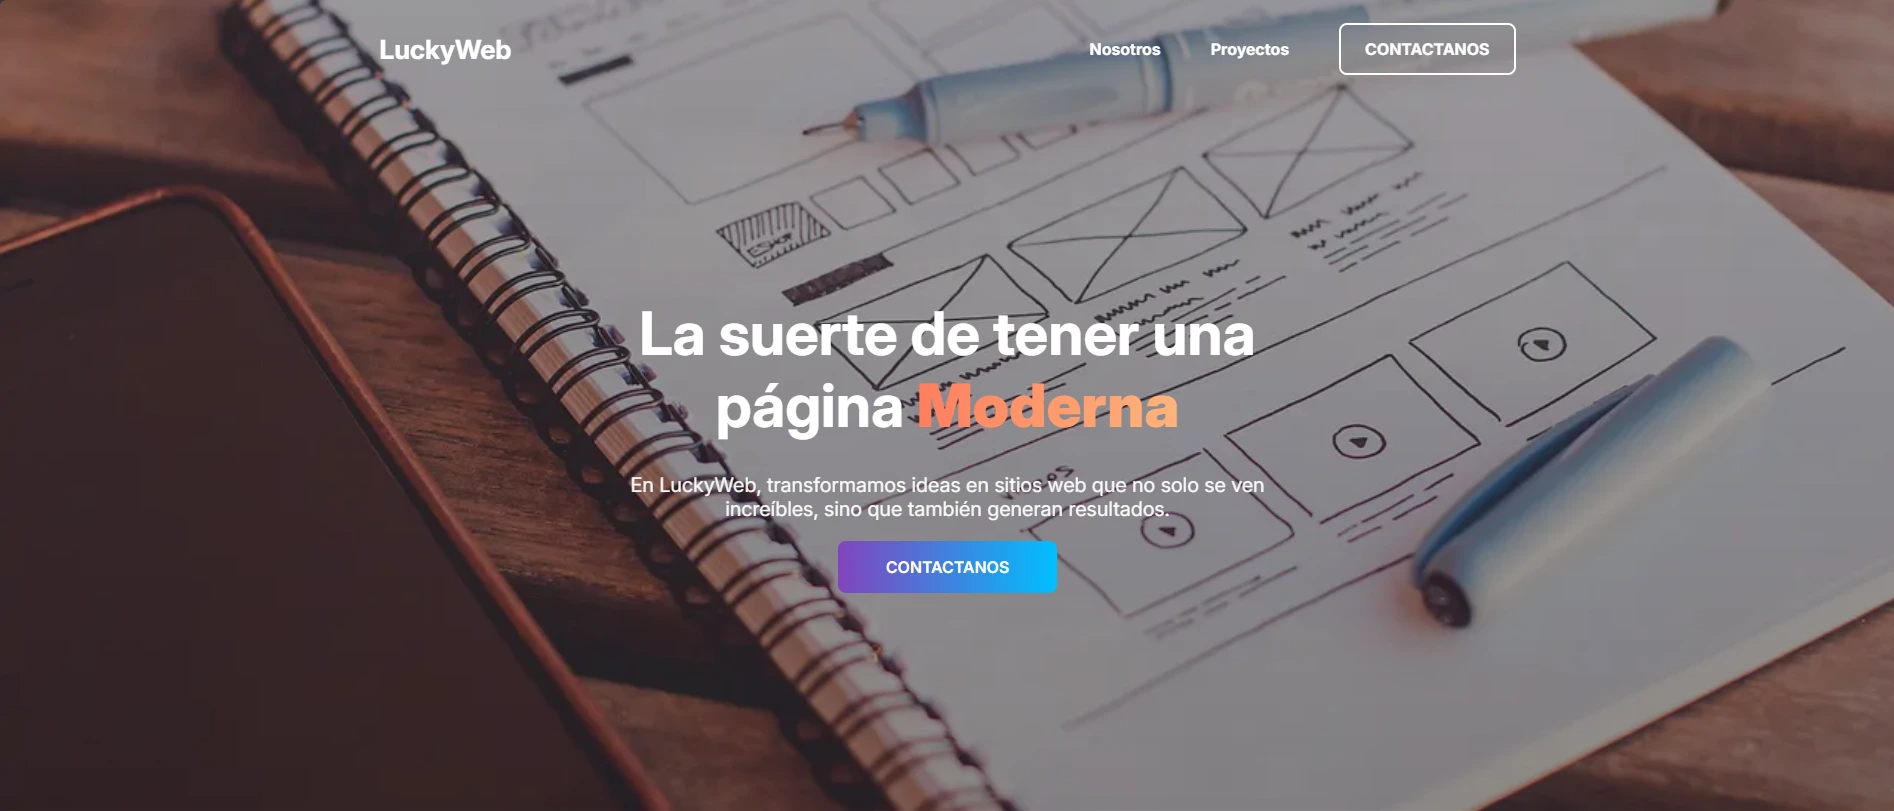 LuckyWeb
Nosotros
Proyectos
CONTACTANOS
La suerte de tener una
página Moderna
En LuckyWeb, transformamos ideas en sitios web que no solo se ven
increíbles, sino que también generan resultados.
CONTACTANOS